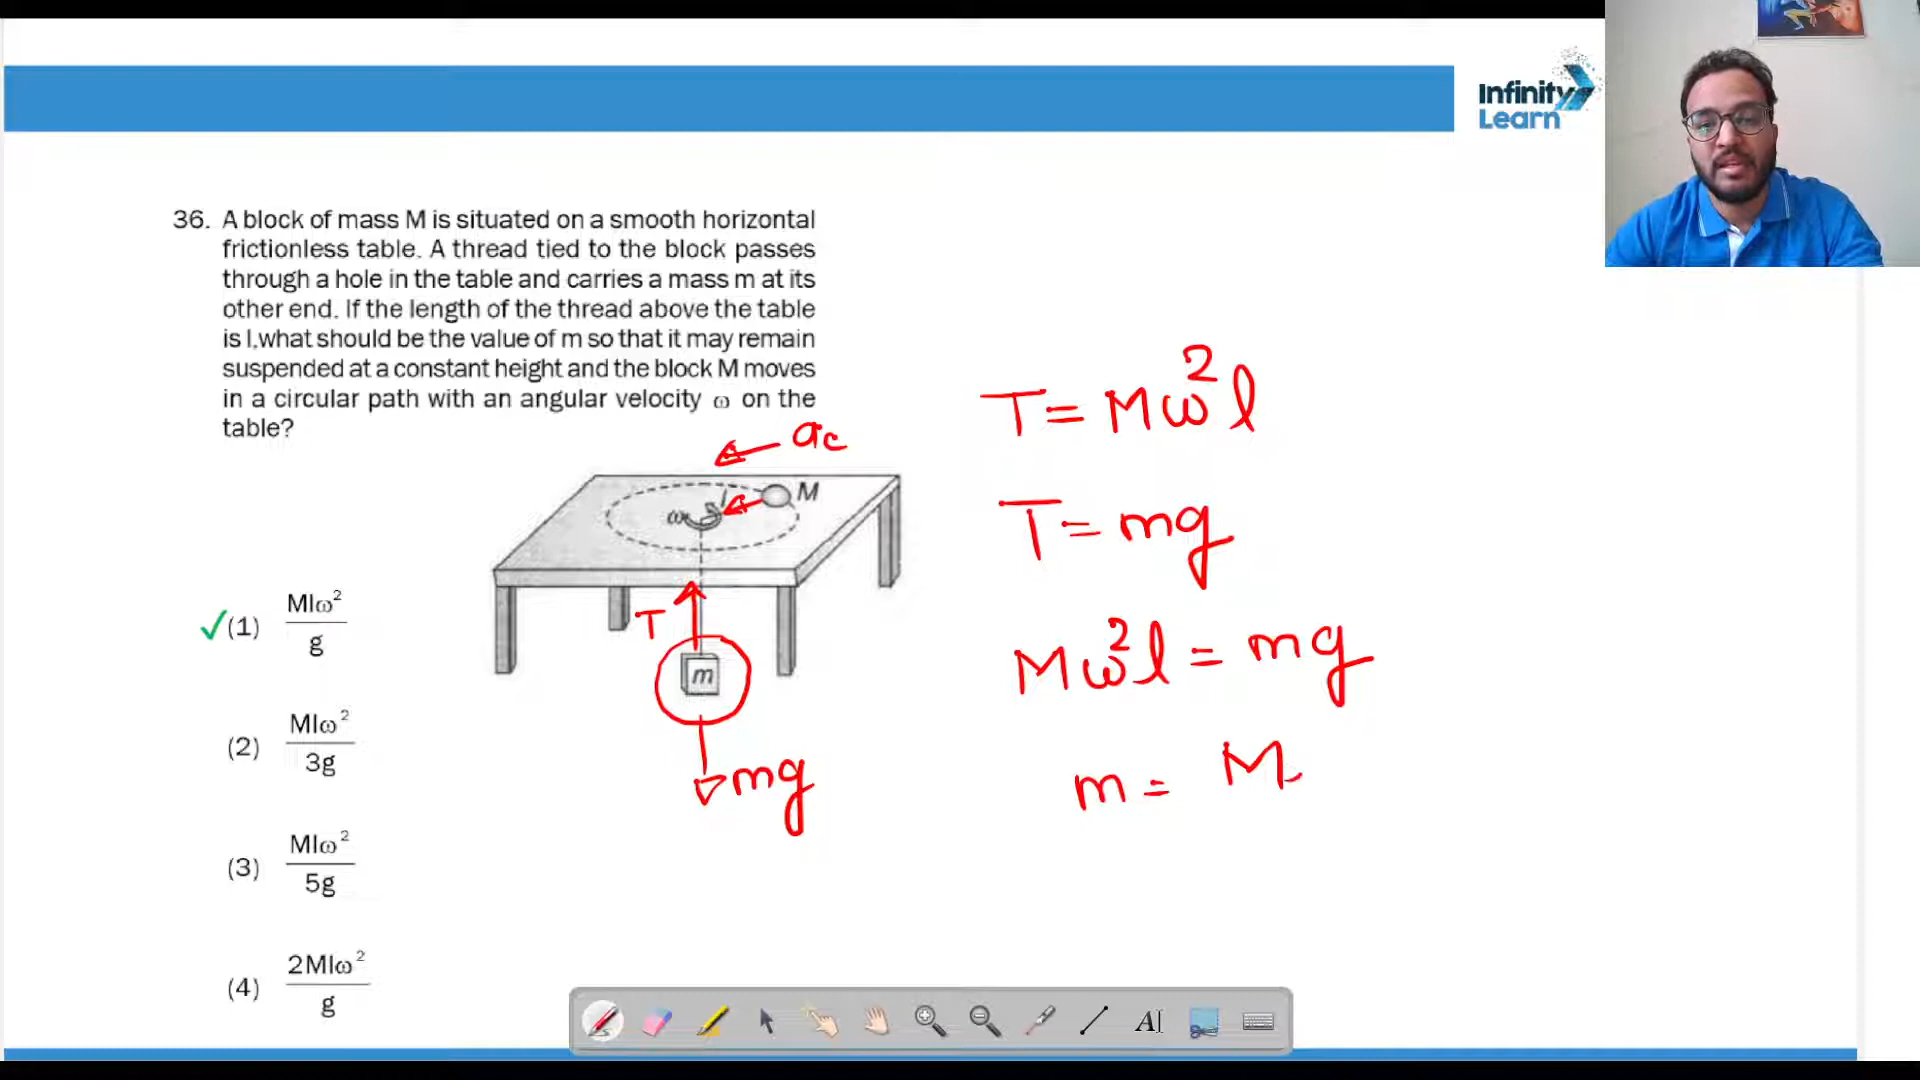 Infinity
Learn
36. A block of mass M is situated on a smooth horizontal
frictionless table. A thread tied to the block passes
through a hole in the table and carries a mass m at its
other end. If the length of the thread above the table
is l,what should be the value of m so that it may remain
suspended at a constant height and the block M moves
in a circular path with an angular velocity ω on the
table?
a_c
l
M
ω
T
m
mg
✓(1) Mlω²
g
(2) Mlω²
3g
(3) Mlω²
5g
(4) 2Mlω²
g
T = Mω²l
T = mg
Mω²l = mg
m = M
A